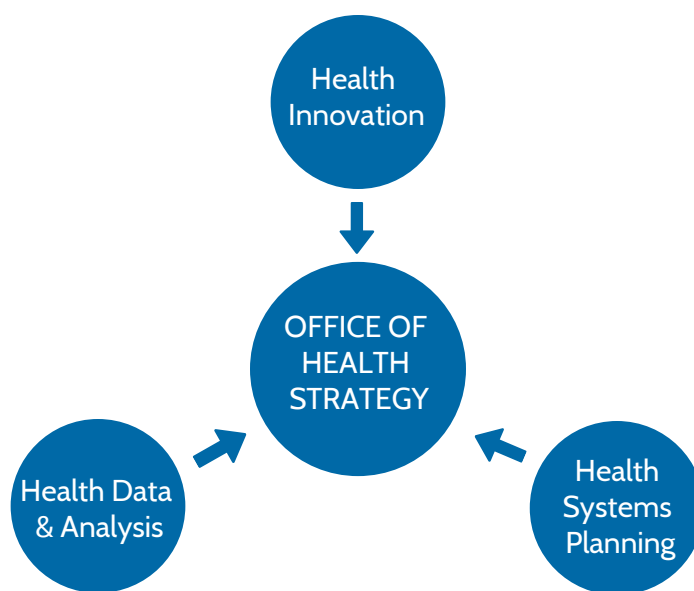 Health
Innovation
OFFICE OF
HEALTH
STRATEGY
Health Data
& Analysis
Health
Systems
Planning